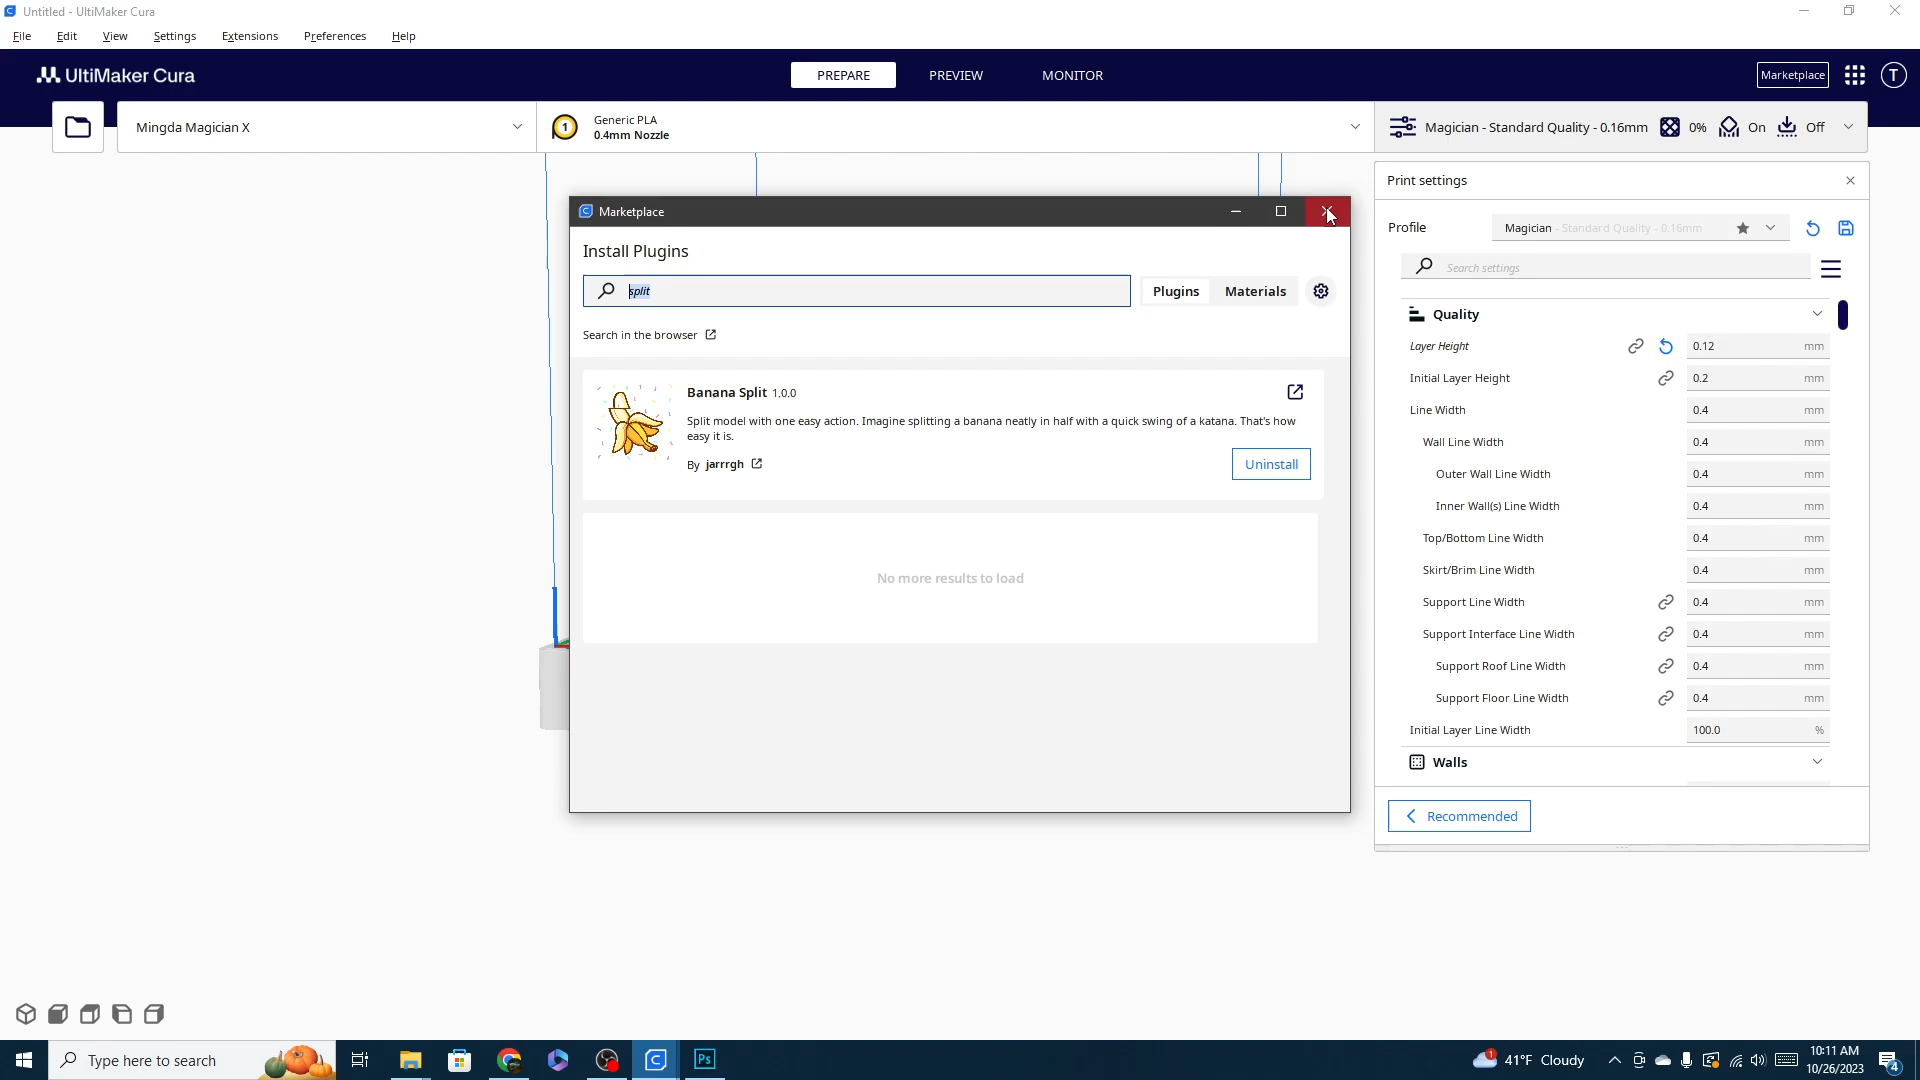 Untitled - UltiMaker Cura
File Edit View Settings Extensions Preferences Help
UltiMaker Cura
PREPARE PREVIEW MONITOR
Marketplace
T
Mingda Magician X
1
Generic PLA
0.4mm Nozzle
Magician - Standard Quality - 0.16mm 0% On Off
Marketplace
Install Plugins
split
Plugins Materials
Search in the browser
Banana Split 1.0.0
Split model with one easy action. Imagine splitting a banana neatly in half with a quick swing of a katana. That's how
easy it is.
By jarrrgh
Uninstall
No more results to load
Print settings
Profile Magician - Standard Quality - 0.16mm
Search settings
Quality
Layer Height 0.12 mm
Initial Layer Height 0.2 mm
Line Width 0.4 mm
Wall Line Width 0.4 mm
Outer Wall Line Width 0.4 mm
Inner Wall(s) Line Width 0.4 mm
Top/Bottom Line Width 0.4 mm
Skirt/Brim Line Width 0.4 mm
Support Line Width 0.4 mm
Support Interface Line Width 0.4 mm
Support Roof Line Width 0.4 mm
Support Floor Line Width 0.4 mm
Initial Layer Line Width 100.0 %
Walls
Recommended
Type here to search
Ps
1
41°F Cloudy
10:11 AM
10/26/2023
4